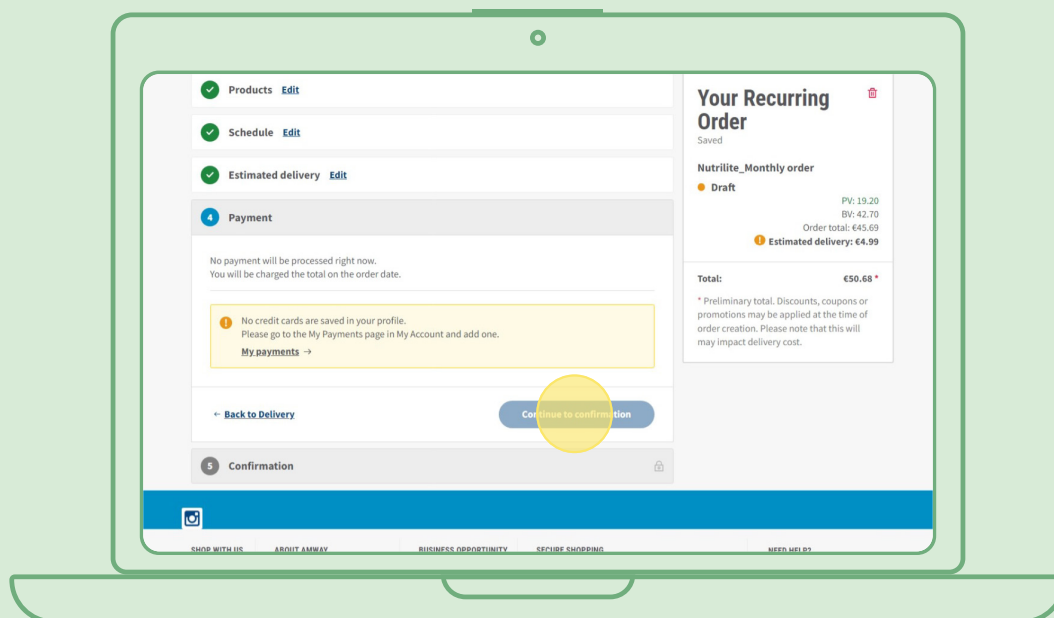 Products Edit
Schedule Edit
Estimated delivery Edit
4 Payment
No payment will be processed right now.
You will be charged the total on the order date.
No credit cards are saved in your profile.
Please go to the My Payments page in My Account and add one.
My payments →
← Back to Delivery
Continue to confirmation
5 Confirmation
Your Recurring
Order
Saved
Nutrilite_Monthly order
Draft
PV: 19.20
BV: 42.70
Order total: €45.69
Estimated delivery: €4.99
Total: €50.68 *
* Preliminary total. Discounts, coupons or
promotions may be applied at the time of
order creation. Please note that this will
may impact delivery cost.
SHOP WITH US ABOUT AMWAY BUSINESS OPPORTUNITY SECURE SHOPPING NEED HELP?